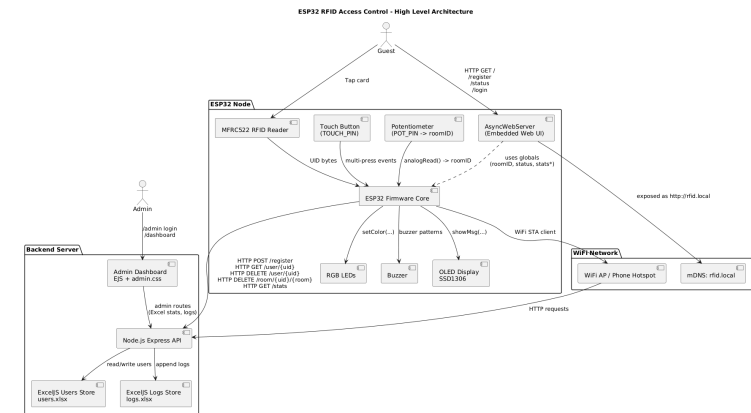 ESP32 RFID Access Control - High Level Architecture
Guest
Tap card
HTTP GET /
/register
/status
/login
ESP32 Node
MFRC522 RFID Reader
Touch Button
(TOUCH_PIN)
Potentiometer
(POT_PIN -> roomID)
AsyncWebServer
(Embedded Web UI)
UID bytes
multi-press events
analogRead() -> roomID
uses globals
(roomID, status, stats*)
exposed as http://rfid.local
ESP32 Firmware Core
Admin
/admin login
/dashboard
setColor(...)
buzzer patterns
showMsg(...)
WiFi STA client
Backend Server
Admin Dashboard
EJS + admin.css
HTTP POST /register
HTTP GET /user/{uid}
HTTP DELETE /user/{uid}
HTTP DELETE /room/{uid}/{room}
HTTP GET /stats
RGB LEDs
Buzzer
OLED Display
SSD1306
WiFi Network
WiFi AP / Phone Hotspot
mDNS: rfid.local
admin routes
(Excel stats, logs)
HTTP requests
Node.js Express API
read/write users
append logs
ExcelJS Users Store
users.xlsx
ExcelJS Logs Store
logs.xlsx